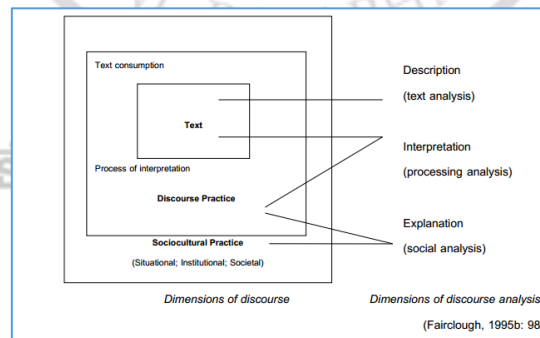 Text consumption
Description
(text analysis)
Text
Interpretation
(processing analysis)
Process of interpretation
Discourse Practice
Explanation
(social analysis)
Sociocultural Practice
(Situational; Institutional; Societal)
Dimensions of discourse
Dimensions of discourse analysis
(Fairclough, 1995b: 98